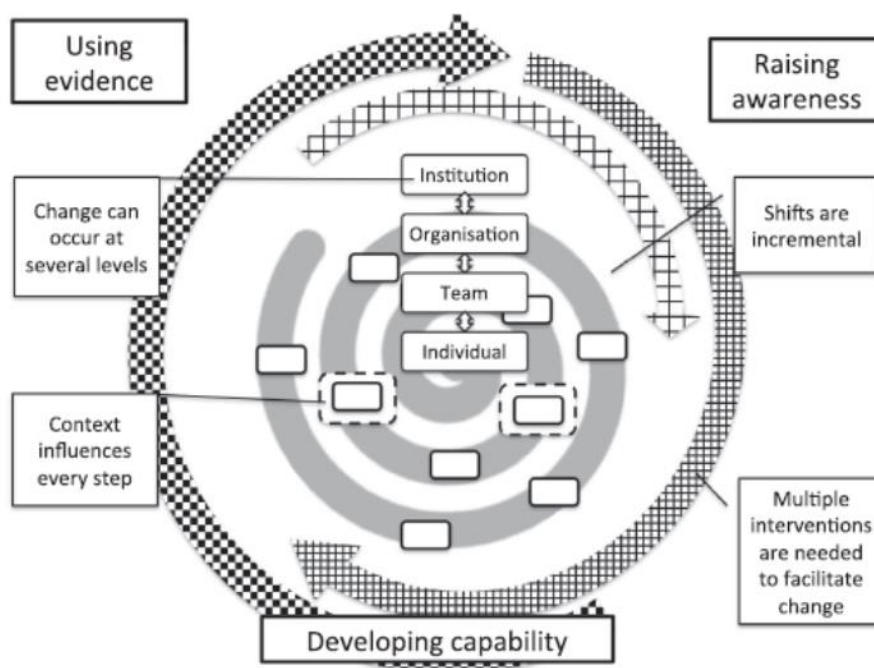 Using
evidence
Raising
awareness
Institution
Change can
occur at
several levels
Organisation
Shifts are
incremental
Team
Individual
Context
influences
every step
Multiple
interventions
are needed
to facilitate
change
Developing capability